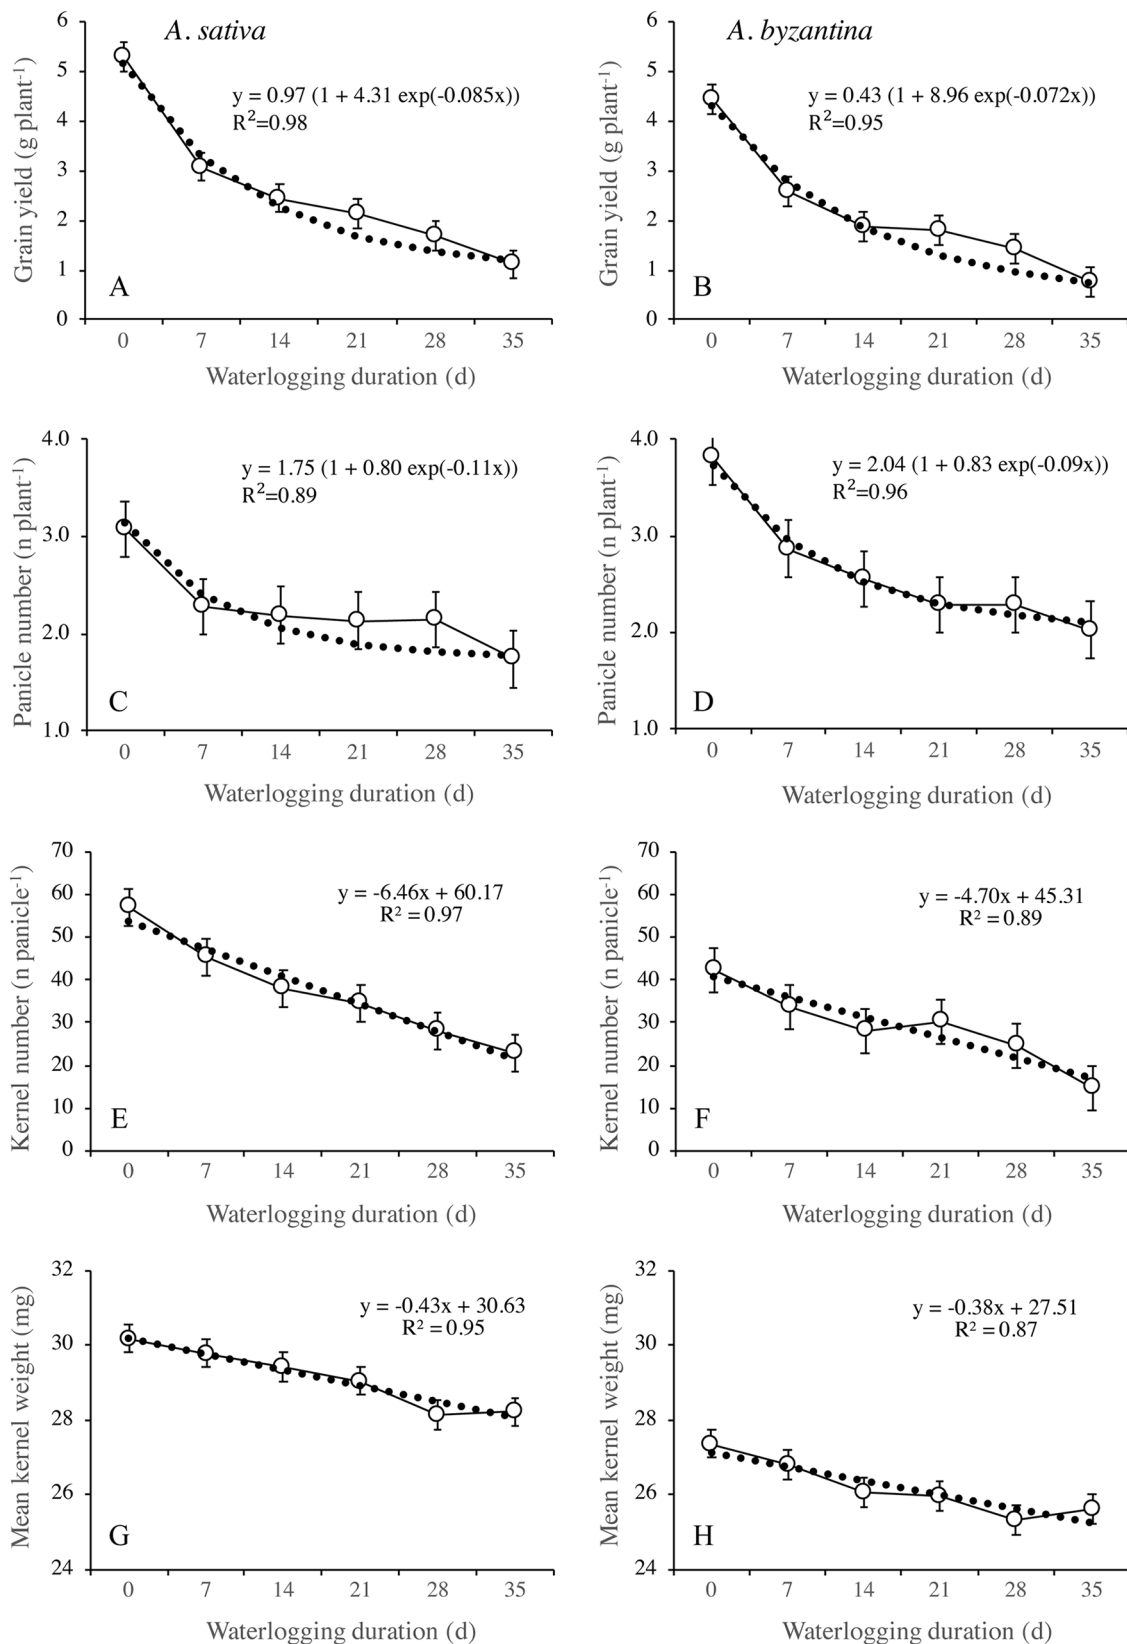 A. sativa
6
5
4
3
2
1
0
Grain yield (g plant⁻¹)
y = 0.97 (1 + 4.31 exp(-0.085x))
R²=0.98
A
0 7 14 21 28 35
Waterlogging duration (d)
A. byzantina
6
5
4
3
2
1
0
Grain yield (g plant⁻¹)
y = 0.43 (1 + 8.96 exp(-0.072x))
R²=0.95
B
0 7 14 21 28 35
Waterlogging duration (d)
4.0
3.0
2.0
1.0
Panicle number (n plant⁻¹)
y = 1.75 (1 + 0.80 exp(-0.11x))
R²=0.89
C
0 7 14 21 28 35
Waterlogging duration (d)
4.0
3.0
2.0
1.0
Panicle number (n plant⁻¹)
y = 2.04 (1 + 0.83 exp(-0.09x))
R²=0.96
D
0 7 14 21 28 35
Waterlogging duration (d)
70
60
50
40
30
20
10
0
Kernel number (n panicle⁻¹)
y = -6.46x + 60.17
R² = 0.97
E
0 7 14 21 28 35
Waterlogging duration (d)
70
60
50
40
30
20
10
0
Kernel number (n panicle⁻¹)
y = -4.70x + 45.31
R² = 0.89
F
0 7 14 21 28 35
Waterlogging duration (d)
32
30
28
26
24
Mean kernel weight (mg)
y = -0.43x + 30.63
R² = 0.95
G
0 7 14 21 28 35
Waterlogging duration (d)
32
30
28
26
24
Mean kernel weight (mg)
y = -0.38x + 27.51
R² = 0.87
H
0 7 14 21 28 35
Waterlogging duration (d)